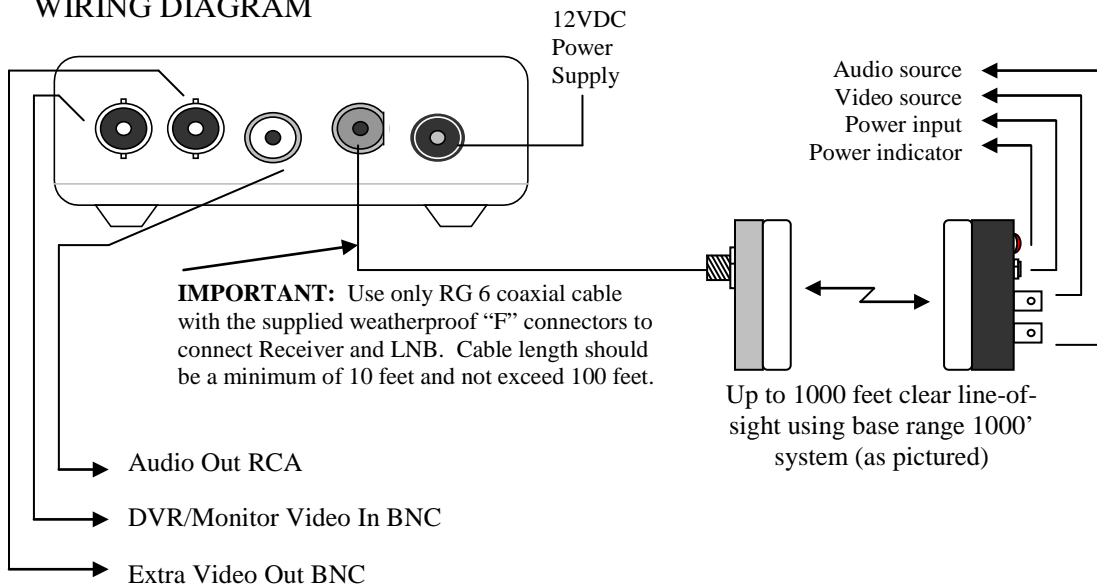 WIRING DIAGRAM
12VDC
Power
Supply
Audio source
Video source
Power input
Power indicator
IMPORTANT: Use only RG 6 coaxial cable
with the supplied weatherproof “F” connectors to
connect Receiver and LNB. Cable length should
be a minimum of 10 feet and not exceed 100 feet.
Up to 1000 feet clear line-of-
sight using base range 1000’
system (as pictured)
Audio Out RCA
DVR/Monitor Video In BNC
Extra Video Out BNC